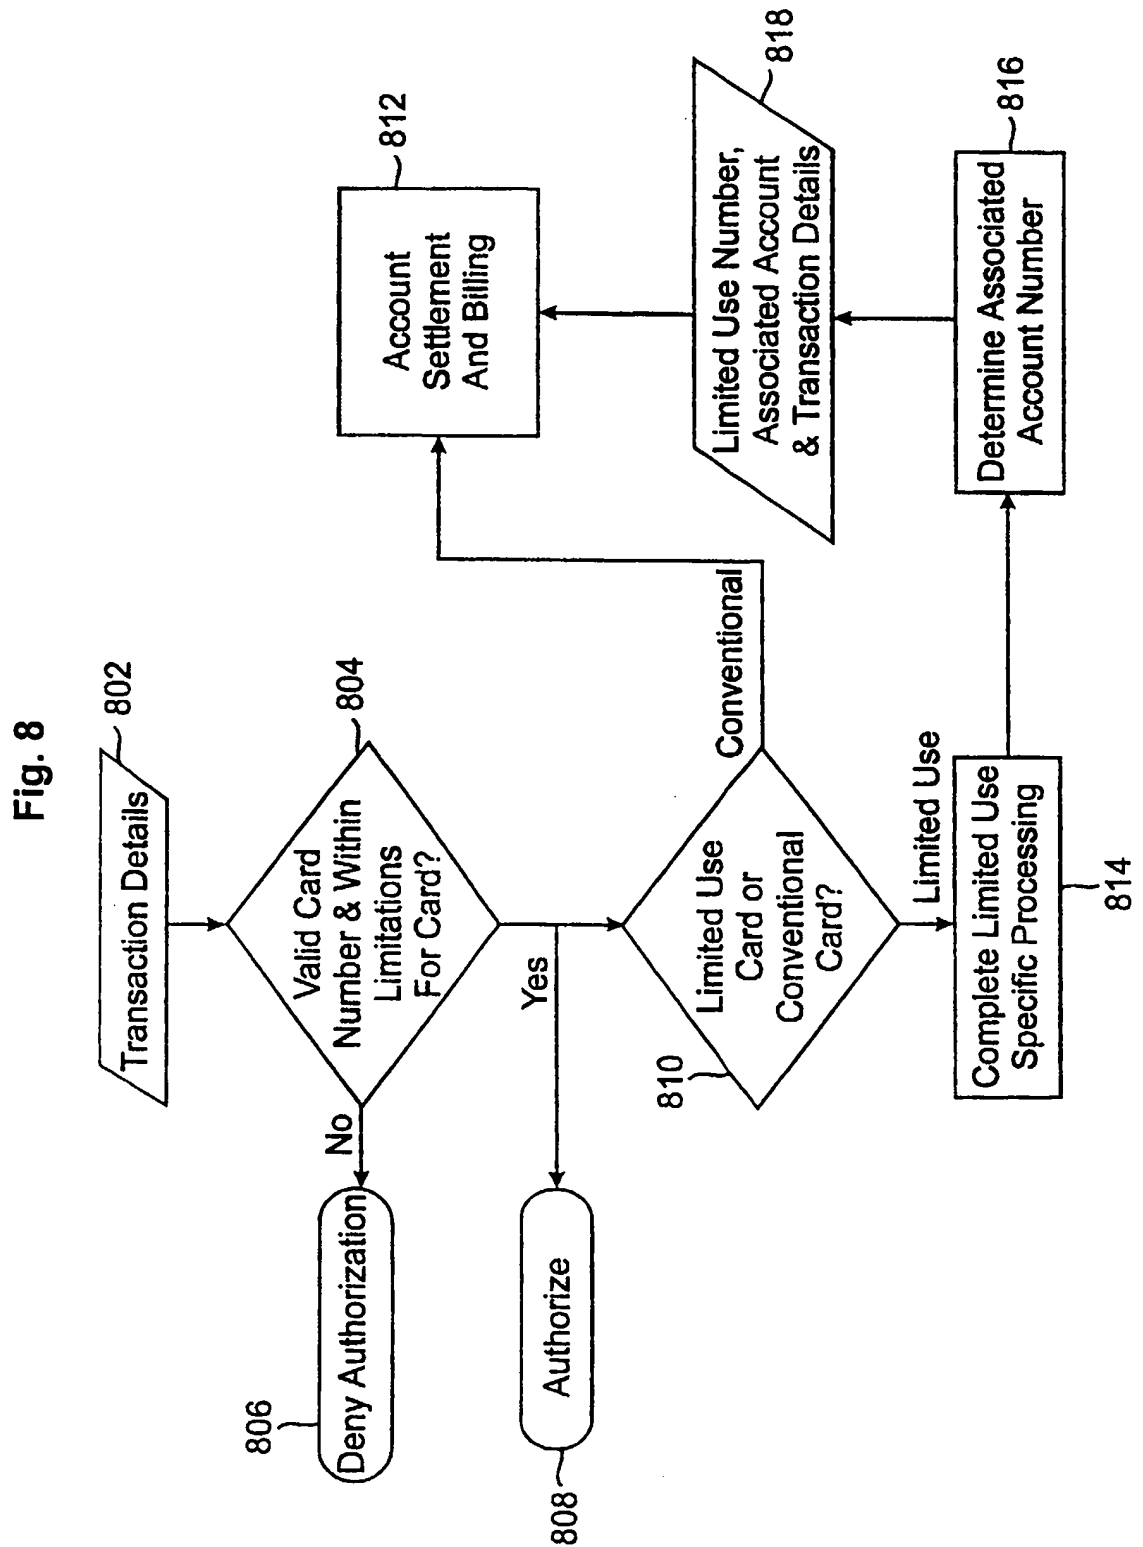 Fig. 8
Transaction Details
802
Valid Card
Number & Within
Limitations
For Card?
804
No
Deny Authorization
806
Yes
Authorize
808
Limited Use
Card or
Conventional
Card?
810
Conventional
Account
Settlement
And Billing
812
Limited Use
Complete Limited Use
Specific Processing
814
Determine Associated
Account Number
816
Limited Use Number,
Associated Account
& Transaction Details
818